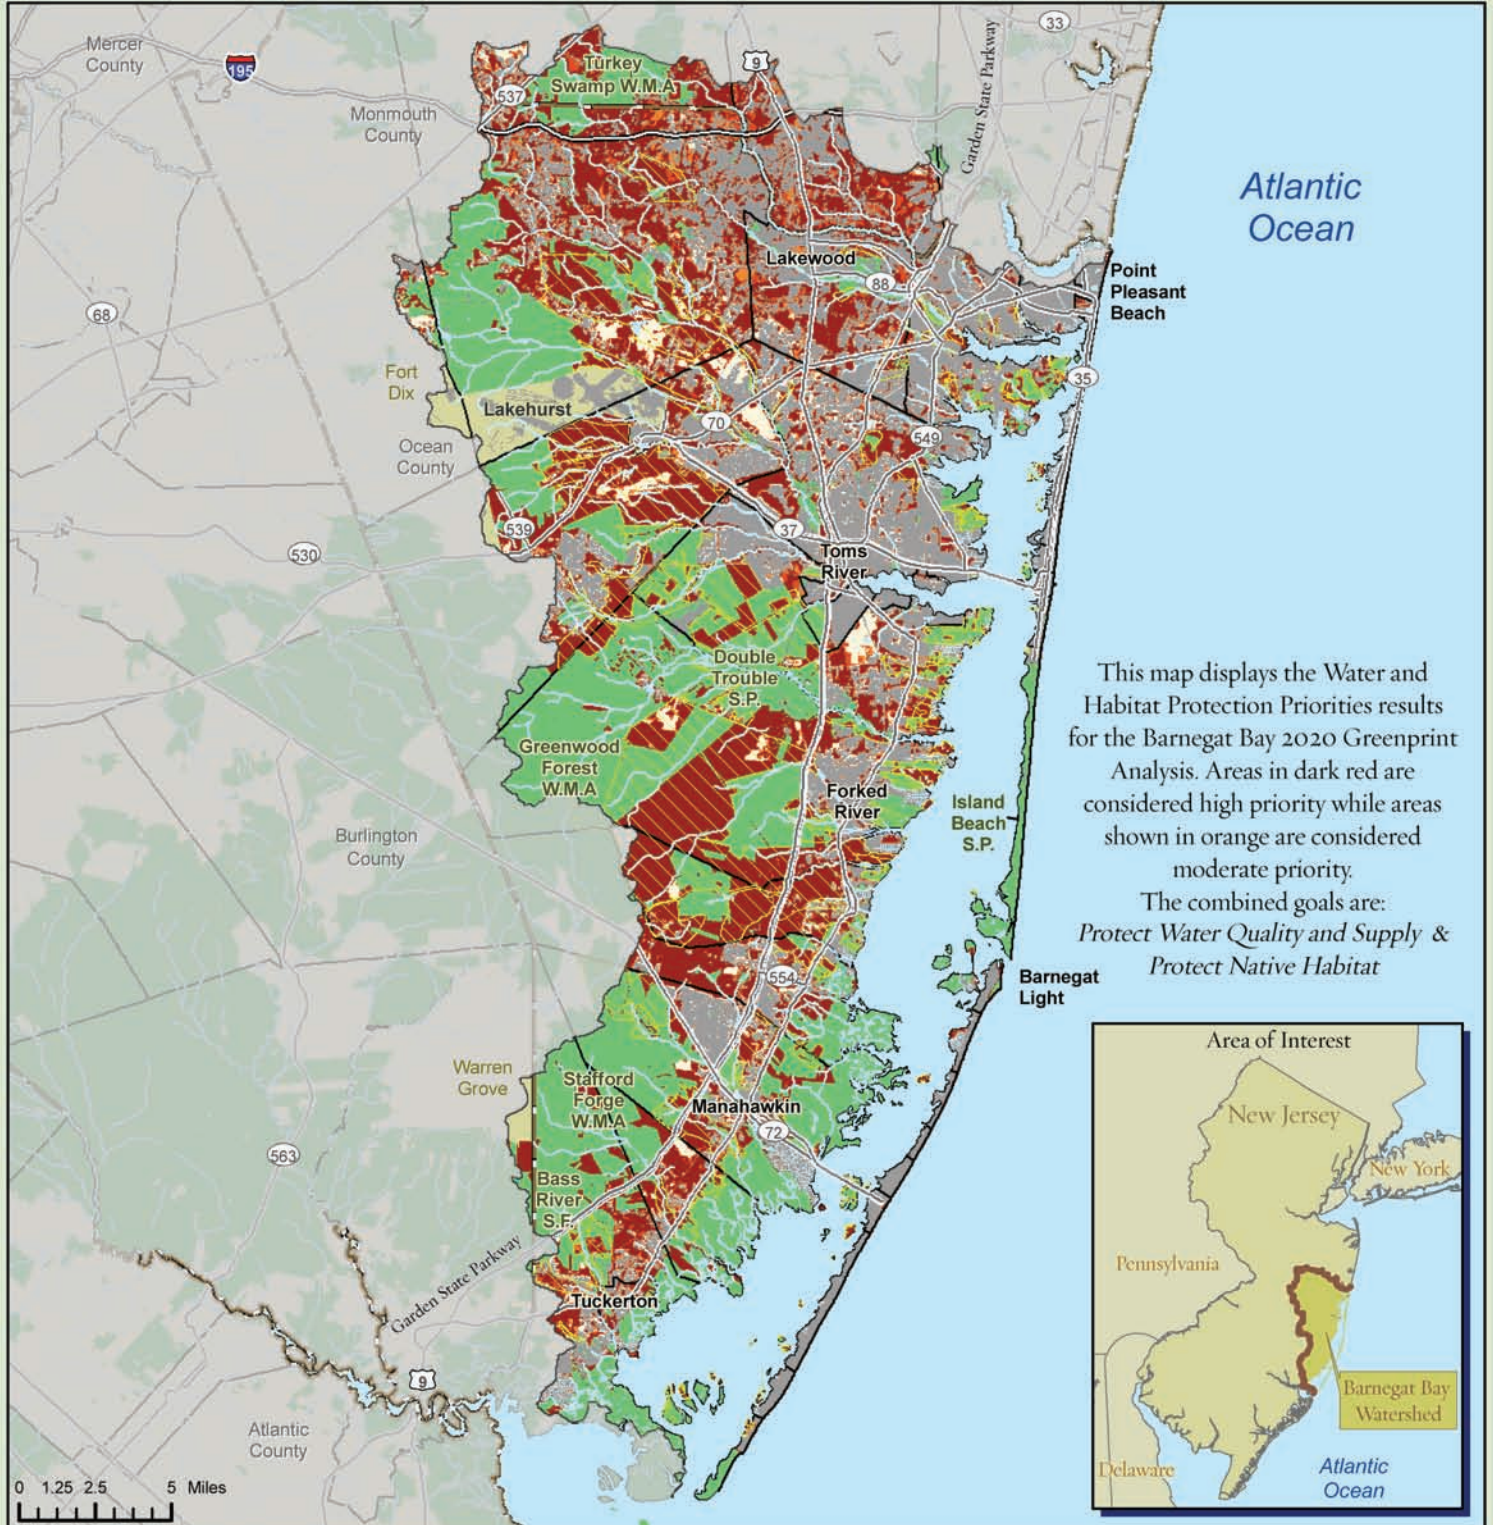 Mercer
County
195
33
9
Garden State Parkway
Turkey
Swamp W.M.A
537
Monmouth
County
Atlantic
Ocean
Lakewood
88
Point
Pleasant
Beach
68
Fort
Dix
35
Lakehurst
70
549
Ocean
County
539
37
530
Toms
River
Double
Trouble
S.P.
This map displays the Water and
Habitat Protection Priorities results
for the Barnegat Bay 2020 Greenprint
Analysis. Areas in dark red are
considered high priority while areas
shown in orange are considered
moderate priority.
The combined goals are:
Protect Water Quality and Supply &
Protect Native Habitat
Greenwood
Forest
W.M.A
Forked
River
Island
Beach
S.P.
Burlington
County
554
Barnegat
Light
Warren
Grove
Stafford
Forge
W.M.A
Manahawkin
72
563
Bass
River
S.F.
Garden State Parkway
Tuckerton
9
Atlantic
County
0 1.25 2.5 5 Miles
Area of Interest
New Jersey
New York
Pennsylvania
Barnegat Bay
Watershed
Delaware
Atlantic
Ocean